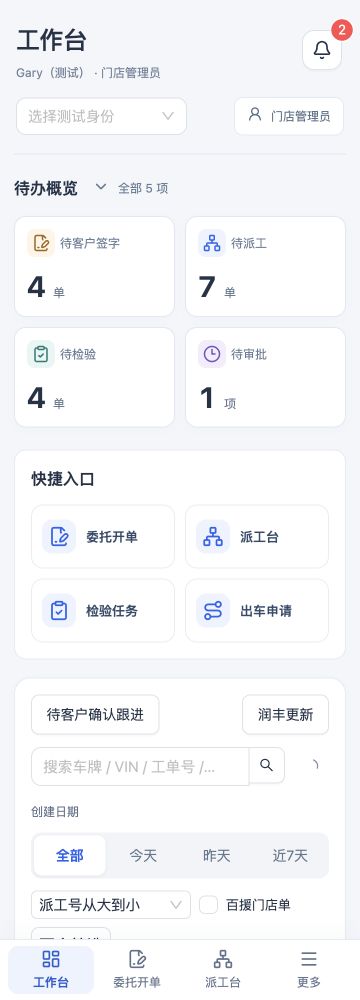 工作台
2
Gary（测试） · 门店管理员
选择测试身份
门店管理员
待办概览
全部 5 项
待客户签字
4 单
待派工
7 单
待检验
4 单
待审批
1 项
快捷入口
委托开单
派工台
检验任务
出车申请
待客户确认跟进
润丰更新
搜索车牌 / VIN / 工单号 /...
创建日期
全部
今天
昨天
近7天
派工号从大到小
百援门店单
工作台
委托开单
派工台
更多